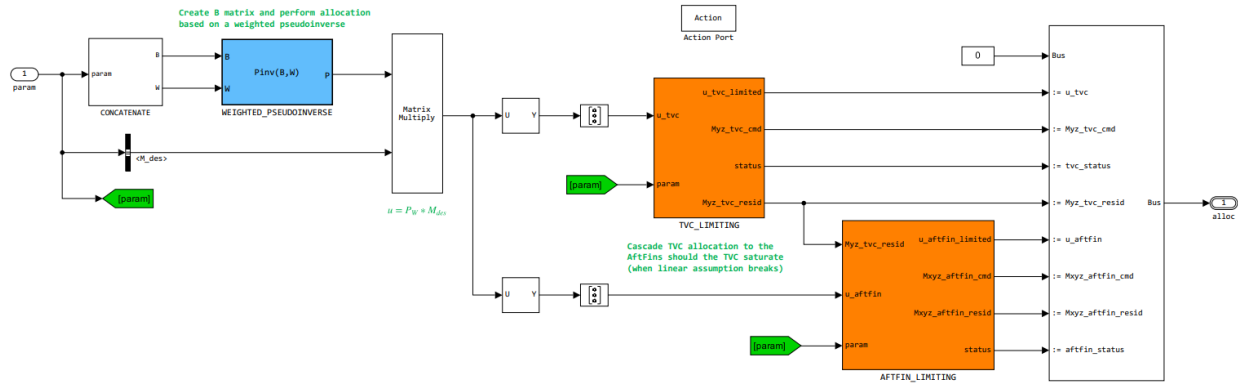 Create B matrix and perform allocation
based on a weighted pseudoinverse
Action
Action Port
1
param
param
B
W
CONCATENATE
B
W
Pinv(B,W)
P
WEIGHTED_PSEUDOINVERSE
<M_des>
[param]
Matrix
Multiply
u = P_W * M_des
U Y
U Y
u_tvc
param
u_tvc_limited
Myz_tvc_cmd
status
Myz_tvc_resid
TVC_LIMITING
[param]
Cascade TVC allocation to the
AftFins should the TVC saturate
(when linear assumption breaks)
Myz_tvc_resid
u_aftfin
param
u_aftfin_limited
Mxyz_aftfin_cmd
Mxyz_aftfin_resid
status
AFTFIN_LIMITING
[param]
0
Bus
:= u_tvc
:= Myz_tvc_cmd
:= tvc_status
:= Myz_tvc_resid
:= u_aftfin
:= Mxyz_aftfin_cmd
:= Mxyz_aftfin_resid
:= aftfin_status
Bus
1
alloc